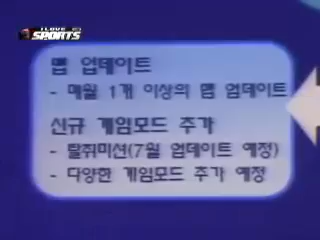 I LOVE
SPORTS
맵 업데이트
- 매월 1개 이상의 맵 업데이트
신규 게임모드 추가
- 탈취미션(7월 업데이트 예정)
- 다양한 게임모드 추가 예정